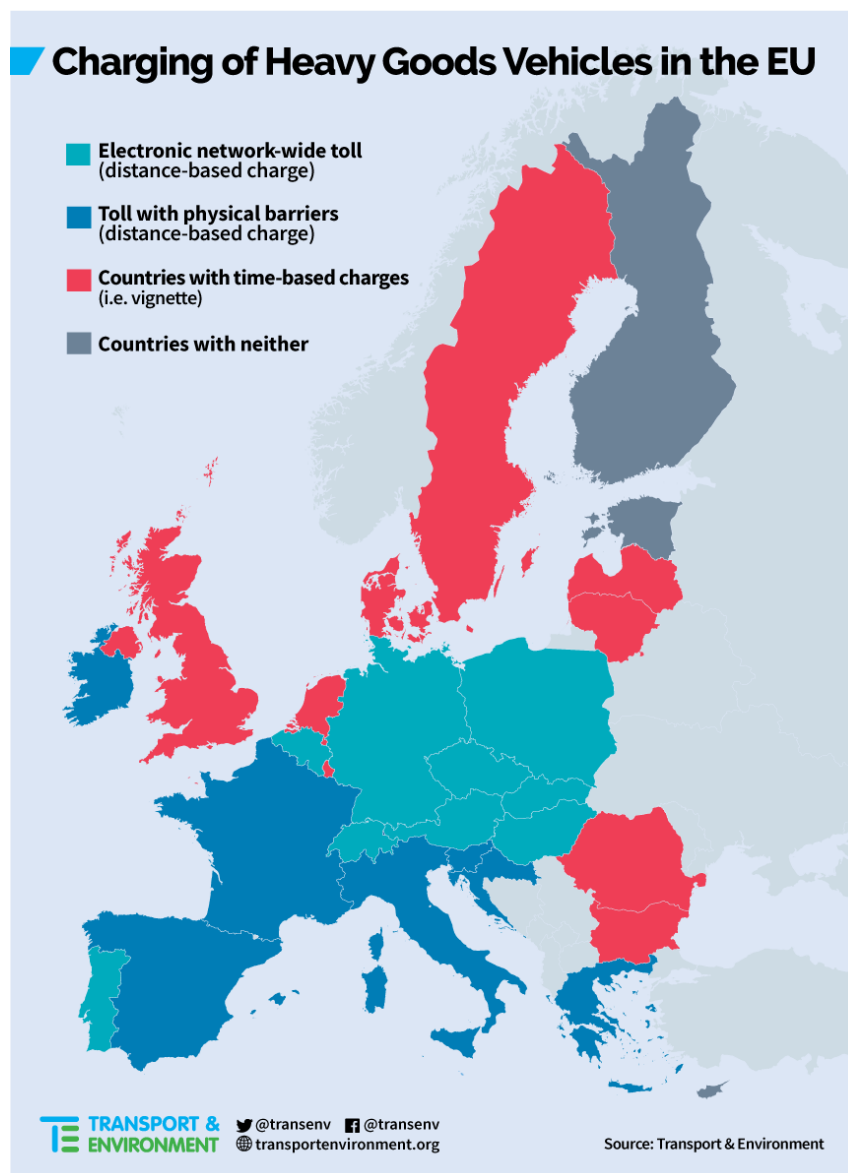 Charging of Heavy Goods Vehicles in the EU
Electronic network-wide toll
(distance-based charge)
Toll with physical barriers
(distance-based charge)
Countries with time-based charges
(i.e. vignette)
Countries with neither
TE TRANSPORT &
ENVIRONMENT
@transenv @transenv
transportenvironment.org
Source: Transport & Environment